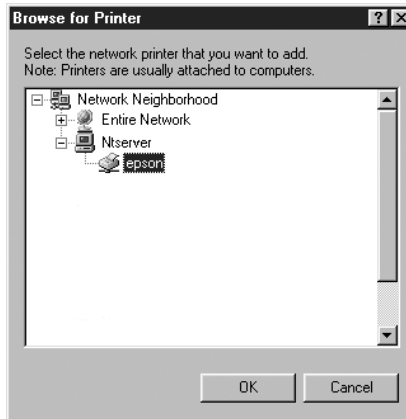 Browse for Printer
Select the network printer that you want to add.
Note: Printers are usually attached to computers.
Network Neighborhood
Entire Network
Ntserver
epson
OK Cancel